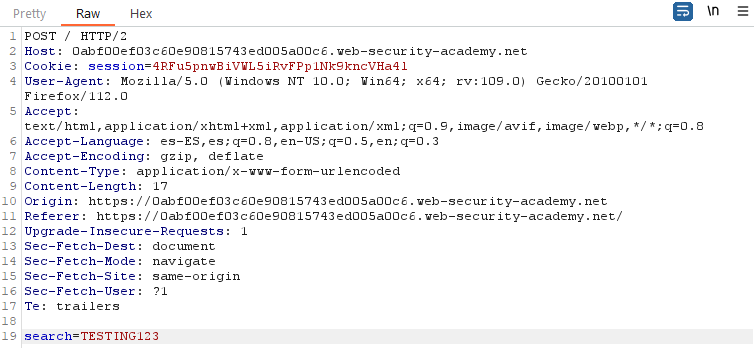 Pretty Raw Hex \n
1 POST / HTTP/2
2 Host: 0abf00ef03c60e90815743ed005a00c6.web-security-academy.net
3 Cookie: session=4RFu5pnwBiVWL5iRvFPp1Nk9kncVHa4l
4 User-Agent: Mozilla/5.0 (Windows NT 10.0; Win64; x64; rv:109.0) Gecko/20100101
Firefox/112.0
5 Accept:
text/html,application/xhtml+xml,application/xml;q=0.9,image/avif,image/webp,*/*;q=0.8
6 Accept-Language: es-ES,es;q=0.8,en-US;q=0.5,en;q=0.3
7 Accept-Encoding: gzip, deflate
8 Content-Type: application/x-www-form-urlencoded
9 Content-Length: 17
10 Origin: https://0abf00ef03c60e90815743ed005a00c6.web-security-academy.net
11 Referer: https://0abf00ef03c60e90815743ed005a00c6.web-security-academy.net/
12 Upgrade-Insecure-Requests: 1
13 Sec-Fetch-Dest: document
14 Sec-Fetch-Mode: navigate
15 Sec-Fetch-Site: same-origin
16 Sec-Fetch-User: ?1
17 Te: trailers
18
19 search=TESTING123